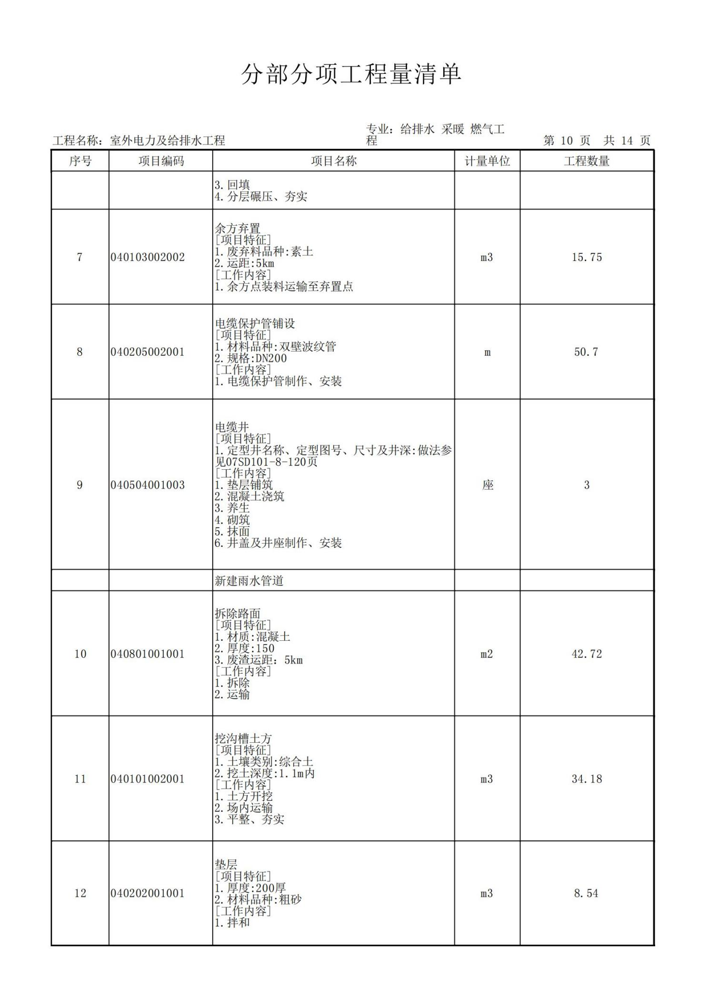 分部分项工程量清单
工程名称：室外电力及给排水工程
专业：给排水 采暖 燃气工
程
第 10 页 共 14 页
序号 项目编码 项目名称 计量单位 工程数量
3.回填
4.分层碾压、夯实
7 040103002002 m3 15.75
余方弃置
[项目特征]
1.废弃料品种:素土
2.运距:5km
[工作内容]
1.余方点装料运输至弃置点
8 040205002001 m 50.7
电缆保护管铺设
[项目特征]
1.材料品种:双壁波纹管
2.规格:DN200
[工作内容]
1.电缆保护管制作、安装
9 040504001003 座 3
电缆井
[项目特征]
1.定型井名称、定型图号、尺寸及井深:做法参
见07SD101-8-120页
[工作内容]
1.垫层铺筑
2.混凝土浇筑
3.养生
4.砌筑
5.抹面
6.井盖及井座制作、安装
新建雨水管道
10 040801001001 m2 42.72
拆除路面
[项目特征]
1.材质:混凝土
2.厚度:150
3.废渣运距：5km
[工作内容]
1.拆除
2.运输
11 040101002001 m3 34.18
挖沟槽土方
[项目特征]
1.土壤类别:综合土
2.挖土深度:1.1m内
[工作内容]
1.土方开挖
2.场内运输
3.平整、夯实
12 040202001001 m3 8.54
垫层
[项目特征]
1.厚度:200厚
2.材料品种:粗砂
[工作内容]
1.拌和